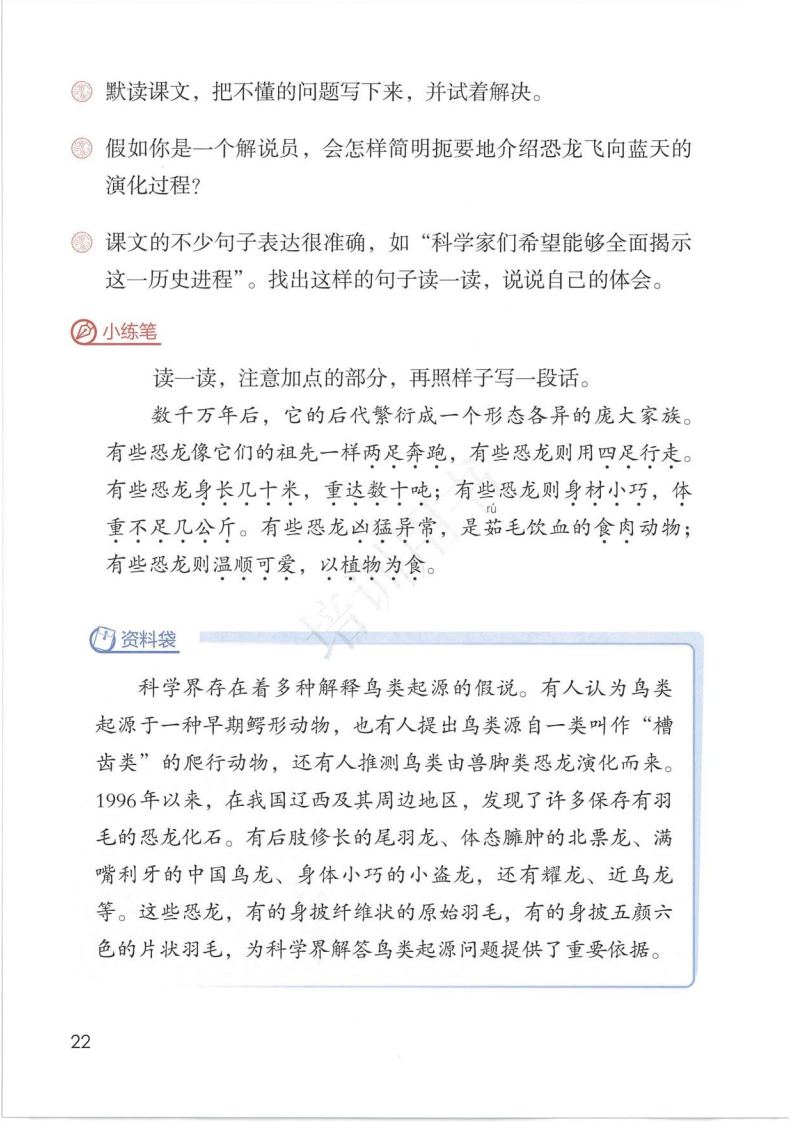 默读课文，把不懂的问题写下来，并试着解决。
假如你是一个解说员，会怎样简明扼要地介绍恐龙飞向蓝天的
演化过程？
课文的不少句子表达很准确，如“科学家们希望能够全面揭示
这一历史进程”。找出这样的句子读一读，说说自己的体会。
小练笔
读一读，注意加点的部分，再照样子写一段话。
数千万年后，它的后代繁衍成一个形态各异的庞大家族。
有些恐龙像它们的祖先一样两足奔跑，有些恐龙则用四足行走。
有些恐龙身长几十米，重达数十吨；有些恐龙则身材小巧，体
rú
重不足几公斤。有些恐龙凶猛异常，是茹毛饮血的食肉动物；
有些恐龙则温顺可爱，以植物为食。
培训用书
资料袋
科学界存在着多种解释鸟类起源的假说。有人认为鸟类
起源于一种早期鳄形动物，也有人提出鸟类源自一类叫作“槽
齿类”的爬行动物，还有人推测鸟类由兽脚类恐龙演化而来。
1996年以来，在我国辽西及其周边地区，发现了许多保存有羽
毛的恐龙化石。有后肢修长的尾羽龙、体态臃肿的北票龙、满
嘴利牙的中国鸟龙、身体小巧的小盗龙，还有耀龙、近鸟龙
等。这些恐龙，有的身披纤维状的原始羽毛，有的身披五颜六
色的片状羽毛，为科学界解答鸟类起源问题提供了重要依据。
22